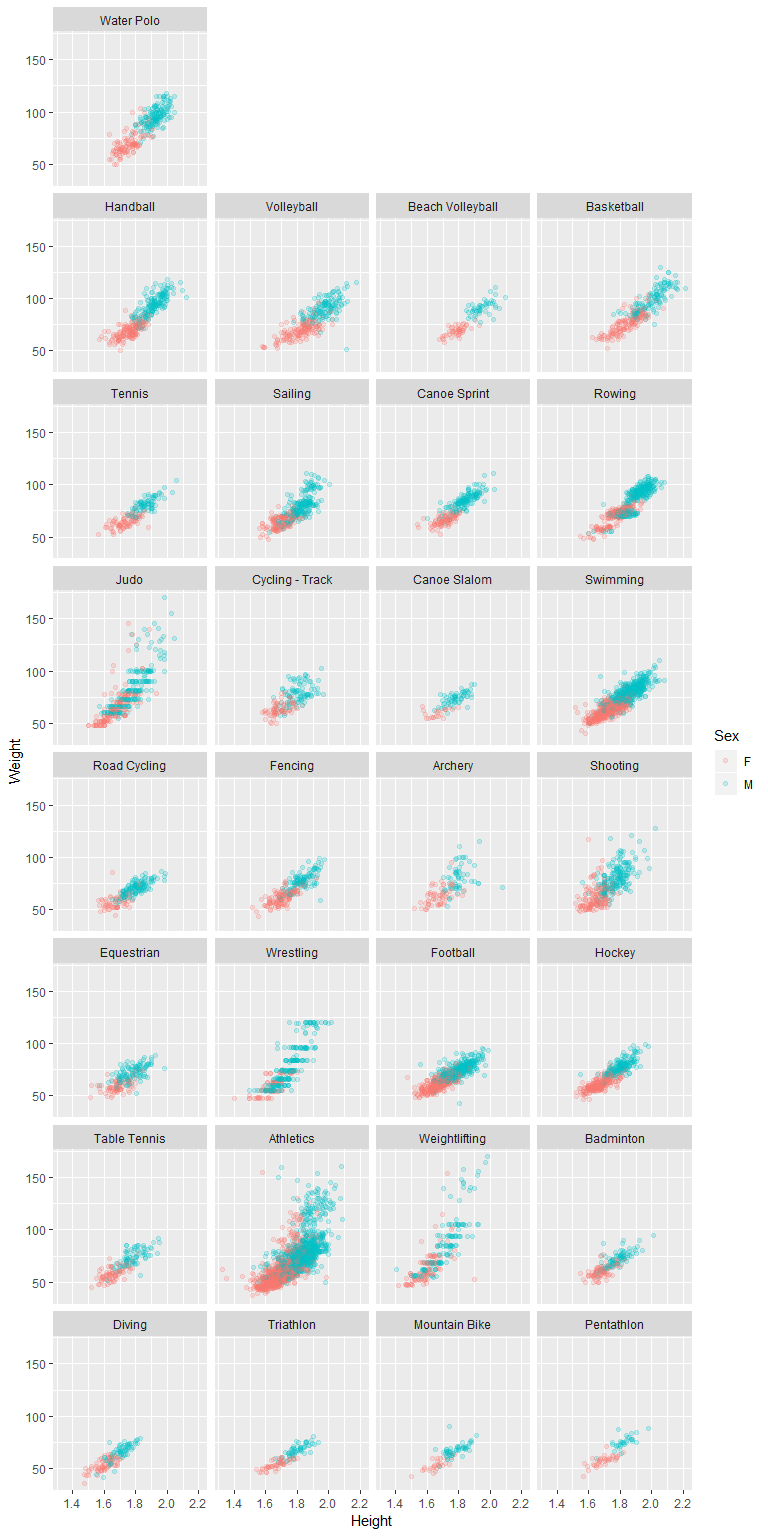 Water Polo
150
100
50
Handball Volleyball Beach Volleyball Basketball
150
100
50
Tennis Sailing Canoe Sprint Rowing
150
100
50
Judo Cycling - Track Canoe Slalom Swimming
150
100
50
Weight
Sex
F
M
Road Cycling Fencing Archery Shooting
150
100
50
Equestrian Wrestling Football Hockey
150
100
50
Table Tennis Athletics Weightlifting Badminton
150
100
50
Diving Triathlon Mountain Bike Pentathlon
150
100
50
1.4 1.6 1.8 2.0 2.2 1.4 1.6 1.8 2.0 2.2 1.4 1.6 1.8 2.0 2.2 1.4 1.6 1.8 2.0 2.2
Height